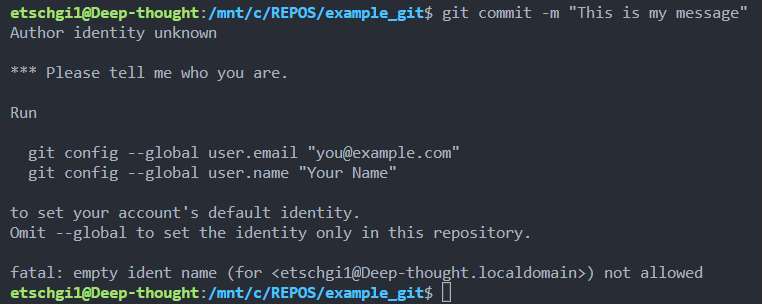 etschgi1@Deep-thought:/mnt/c/REPOS/example_git$ git commit -m "This is my message"
Author identity unknown
*** Please tell me who you are.
Run
git config --global user.email "you@example.com"
git config --global user.name "Your Name"
to set your account's default identity.
Omit --global to set the identity only in this repository.
fatal: empty ident name (for <etschgi1@Deep-thought.localdomain>) not allowed
etschgi1@Deep-thought:/mnt/c/REPOS/example_git$